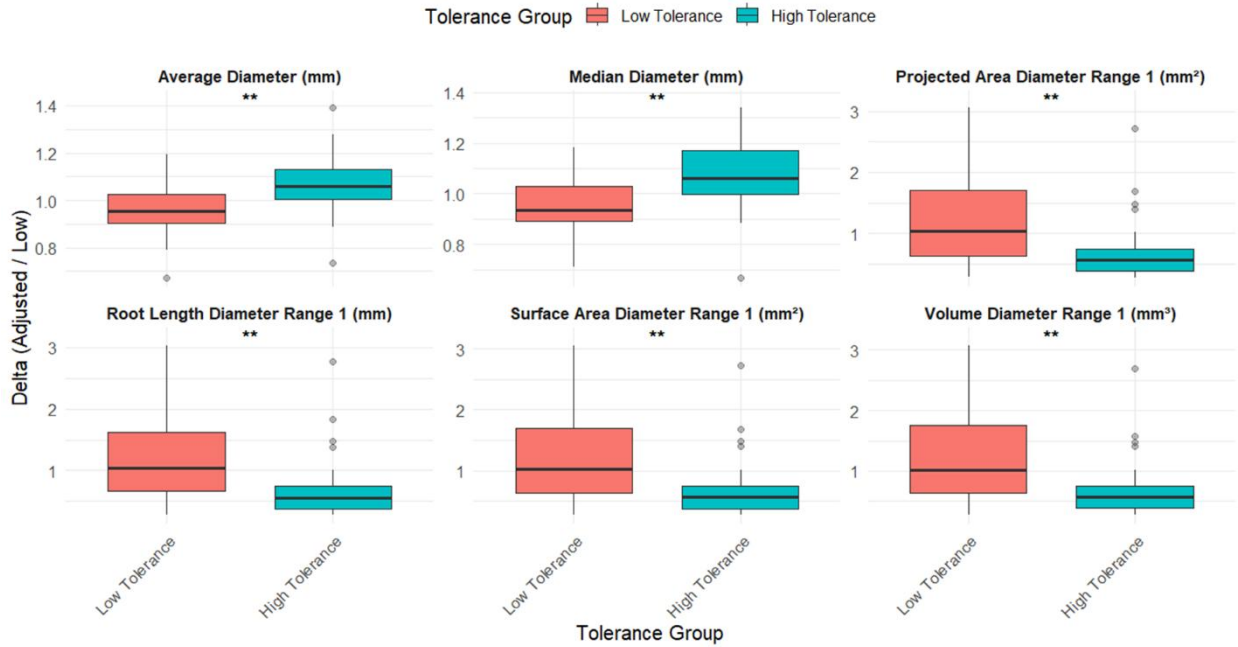 Tolerance Group Low Tolerance High Tolerance
Average Diameter (mm)
**
1.4
1.2
1.0
0.8
Median Diameter (mm)
**
1.4
1.2
1.0
0.8
Projected Area Diameter Range 1 (mm²)
**
3
2
1
Root Length Diameter Range 1 (mm)
**
3
2
1
Surface Area Diameter Range 1 (mm²)
**
3
2
1
Volume Diameter Range 1 (mm³)
**
3
2
1
Delta (Adjusted / Low)
Low Tolerance
High Tolerance
Low Tolerance
High Tolerance
Low Tolerance
High Tolerance
Tolerance Group